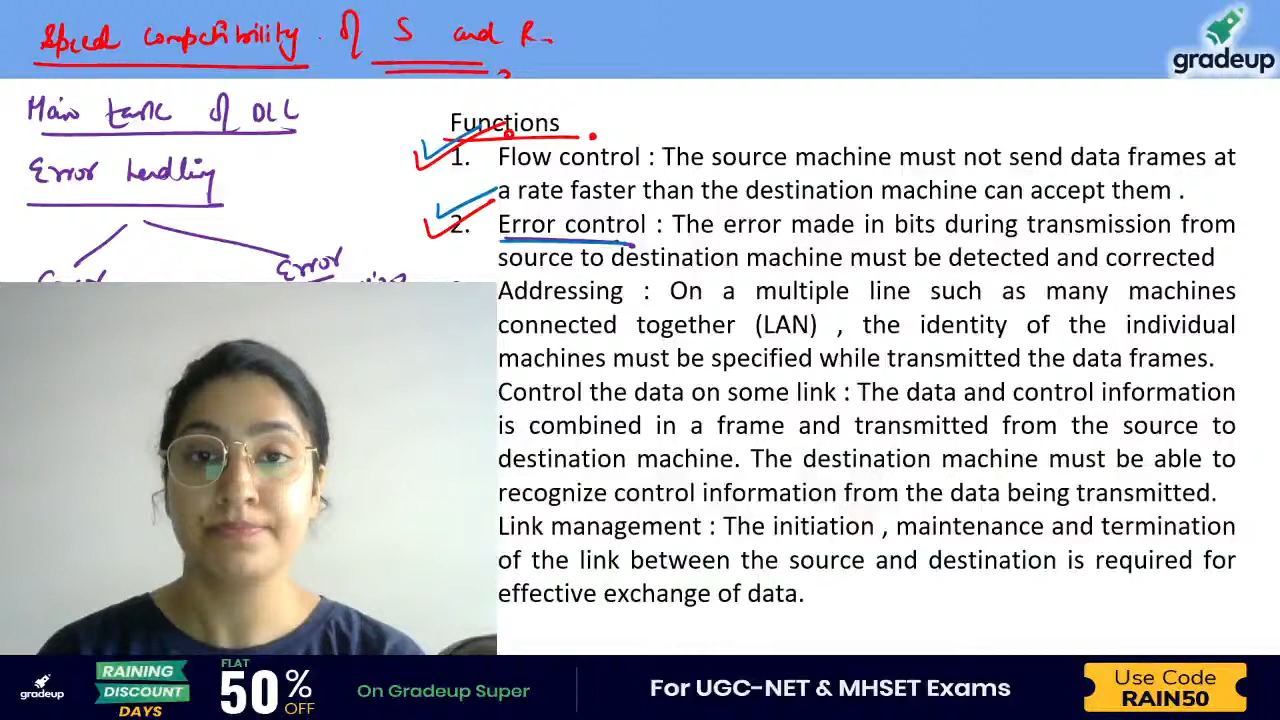 Speed compatibility of S and R
gradeup
Main task of DLL
Error handling
Error
Error
Functions
1. Flow control : The source machine must not send data frames at
a rate faster than the destination machine can accept them .
2. Error control : The error made in bits during transmission from
source to destination machine must be detected and corrected
Addressing : On a multiple line such as many machines
connected together (LAN) , the identity of the individual
machines must be specified while transmitted the data frames.
Control the data on some link : The data and control information
is combined in a frame and transmitted from the source to
destination machine. The destination machine must be able to
recognize control information from the data being transmitted.
Link management : The initiation , maintenance and termination
of the link between the source and destination is required for
effective exchange of data.
gradeup
RAINING
DISCOUNT
DAYS
FLAT
50% OFF
On Gradeup Super
For UGC-NET & MHSET Exams
Use Code
RAIN50